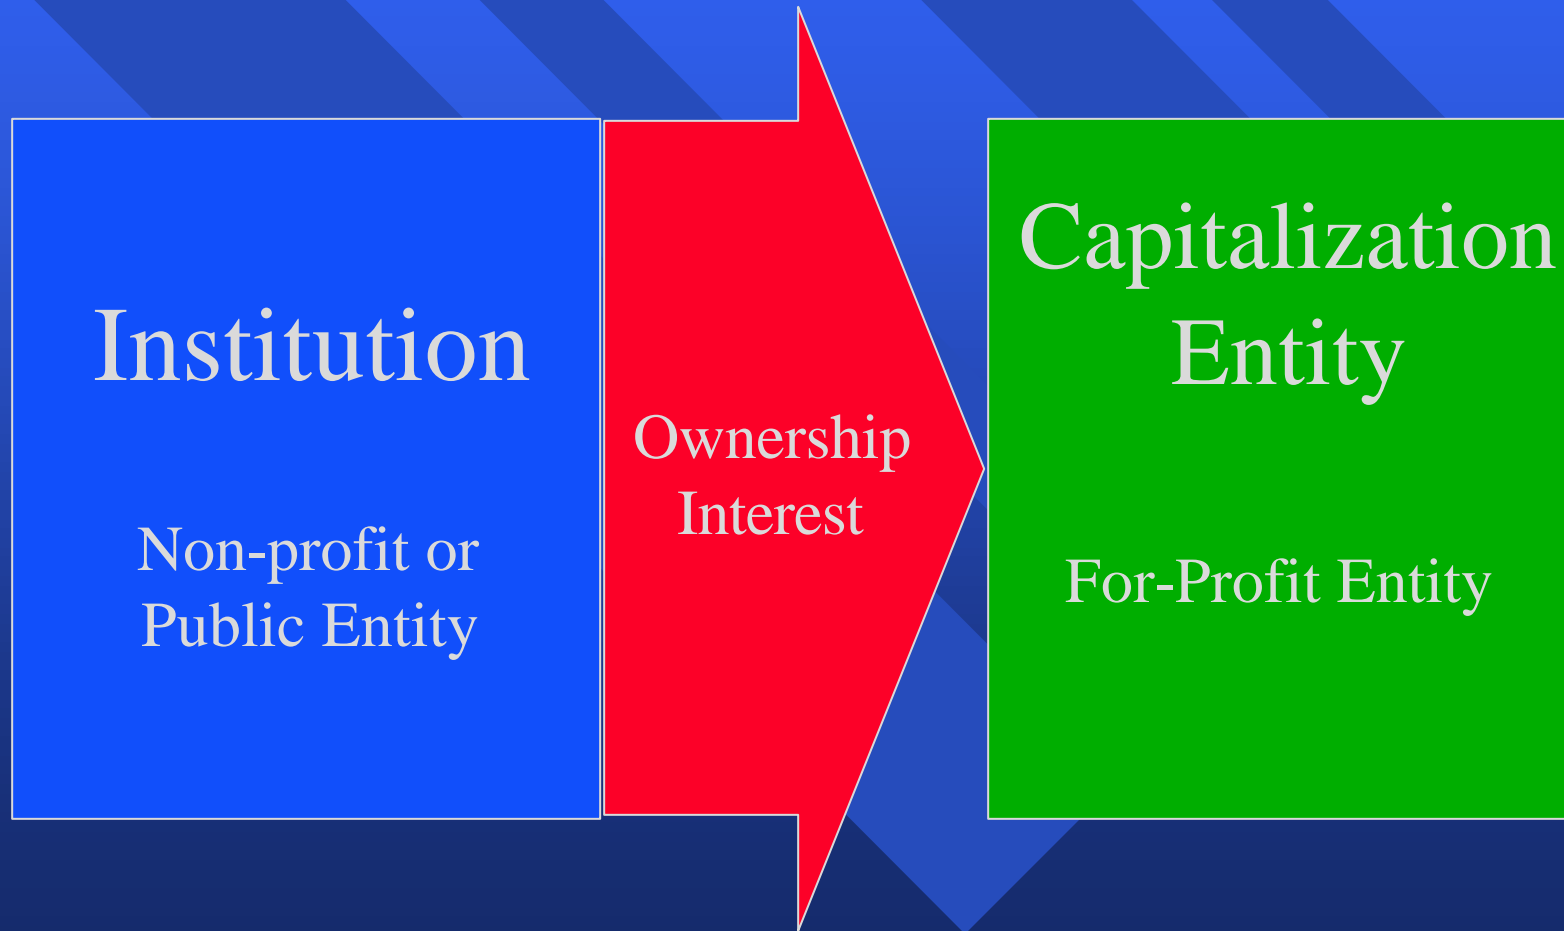 Institution
Non-profit or
Public Entity
Ownership
Interest
Capitalization
Entity
For-Profit Entity